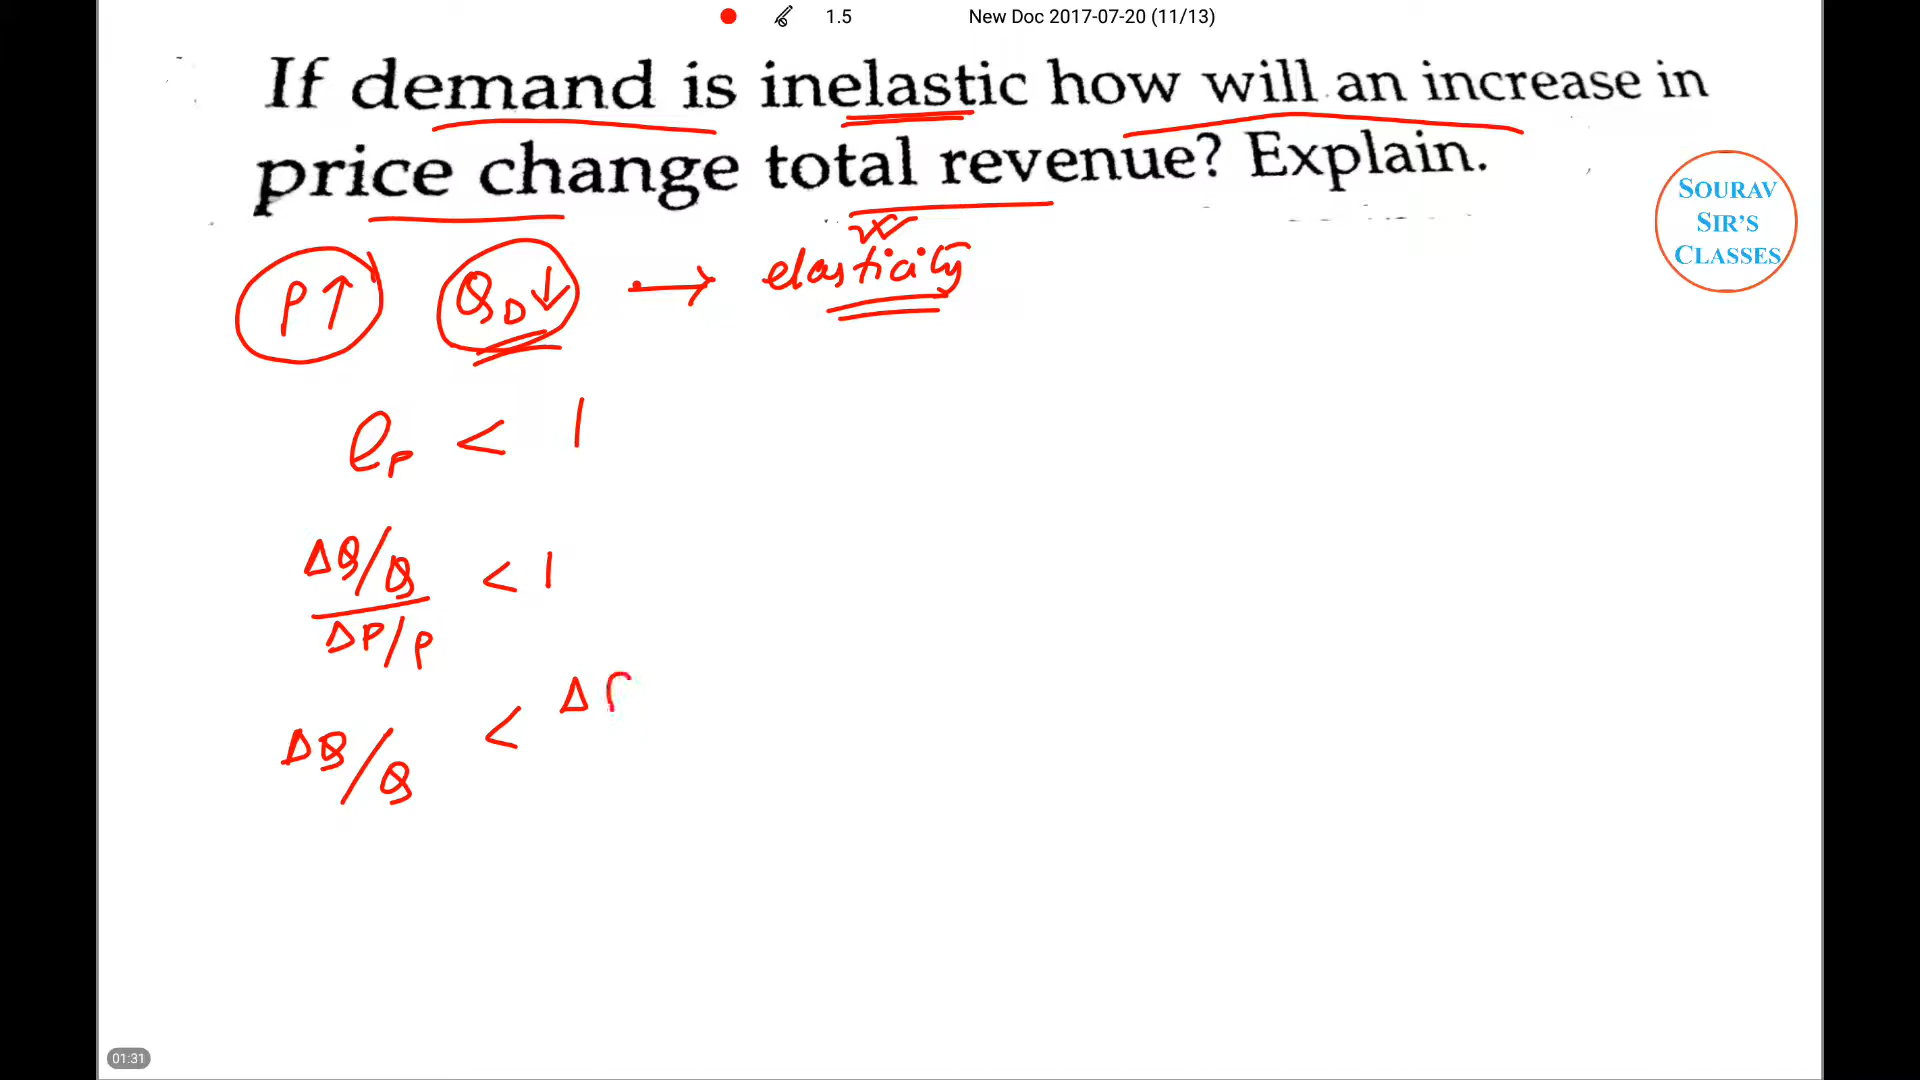 1.5 New Doc 2017-07-20 (11/13)
If demand is inelastic how will an increase in
price change total revenue? Explain.
SOURAV
SIR'S
CLASSES
P↑ Q_D↓ → elasticity
e_P < 1
ΔQ/Q / ΔP/P < 1
ΔQ/Q < Δ
01:31